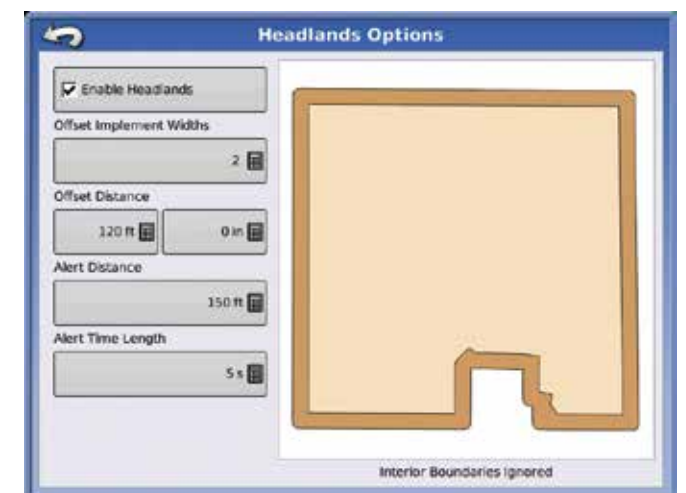 Headlands Options
Enable Headlands
Offset Implement Widths
2
Offset Distance
120 ft
0 in
Alert Distance
150 ft
Alert Time Length
5 s
Interior Boundaries Ignored